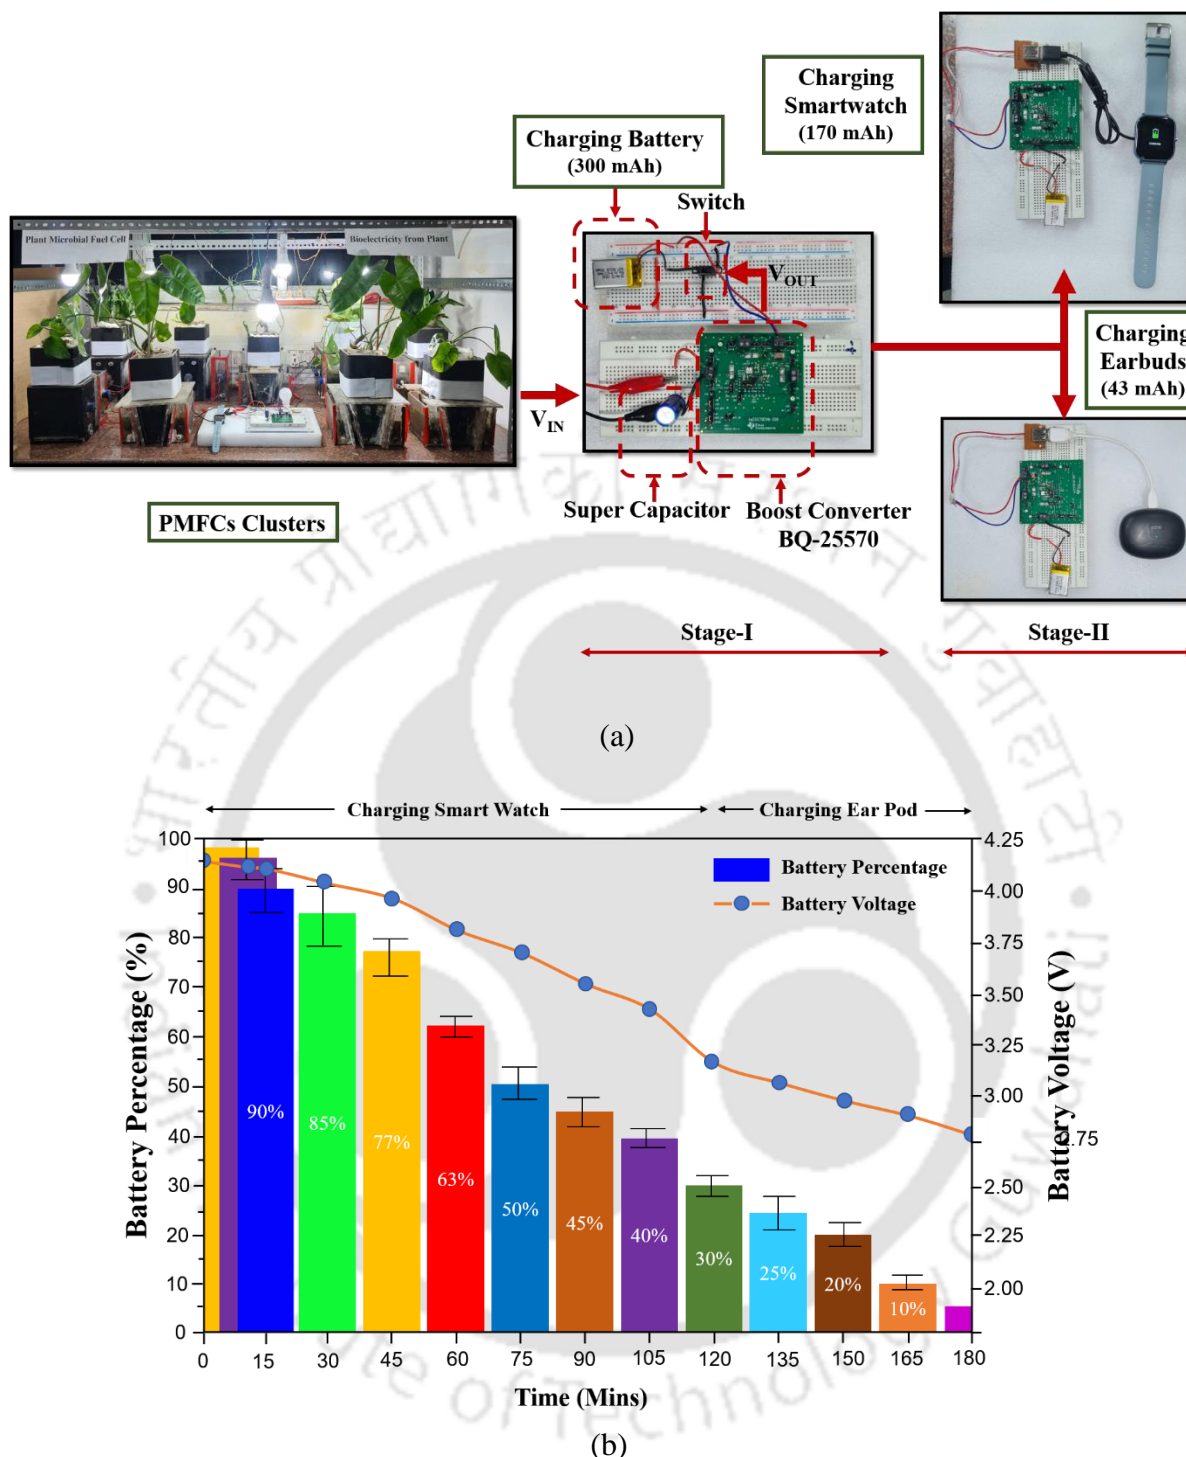 Charging
Smartwatch
(170 mAh)
Charging Battery
(300 mAh)
Switch
Plant Microbial Fuel Cell
Bioelectricity from Plant
V_OUT
V_IN
Charging
Earbuds
(43 mAh)
Super Capacitor
Boost Converter
BQ-25570
PMFCs Clusters
Stage-I
Stage-II
(a)
Charging Smart Watch
Charging Ear Pod
Battery Percentage
Battery Voltage
Battery Percentage (%)
100
90
80
70
60
50
40
30
20
10
0
90%
85%
77%
63%
50%
45%
40%
30%
25%
20%
10%
4.25
4.00
3.75
3.50
3.25
3.00
2.75
2.50
2.25
2.00
Battery Voltage (V)
0 15 30 45 60 75 90 105 120 135 150 165 180
Time (Mins)
(b)
of Technology Guwahati